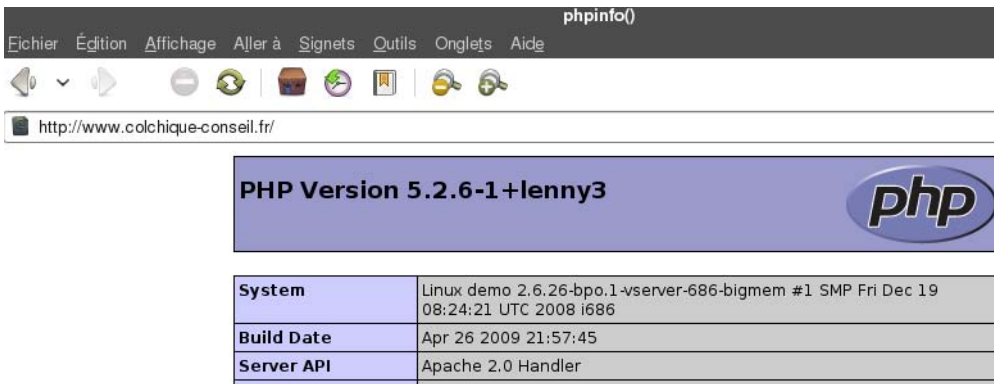 phpinfo()
Fichier Édition Affichage Aller à Signets Outils Onglets Aide
http://www.colchique-conseil.fr/
PHP Version 5.2.6-1+lenny3
php
System Linux demo 2.6.26-bpo.1-vserver-686-bigmem #1 SMP Fri Dec 19
08:24:21 UTC 2008 i686
Build Date Apr 26 2009 21:57:45
Server API Apache 2.0 Handler